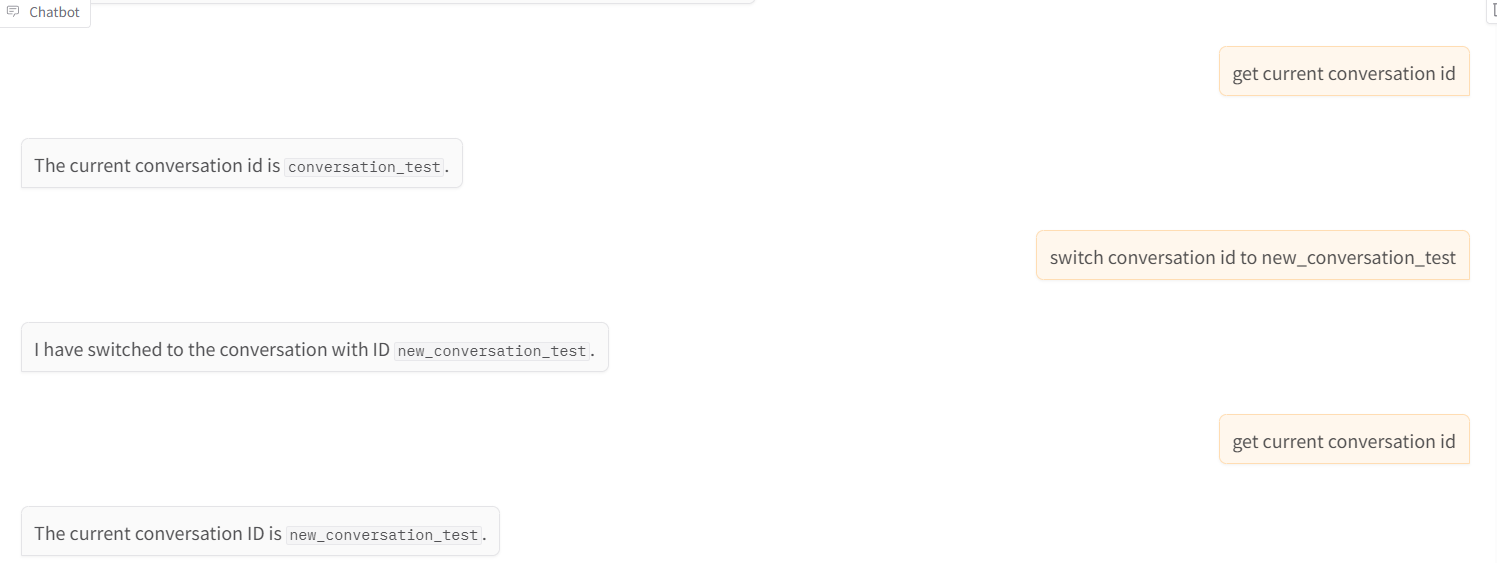 Chatbot
get current conversation id
The current conversation id is conversation_test.
switch conversation id to new_conversation_test
I have switched to the conversation with ID new_conversation_test.
get current conversation id
The current conversation ID is new_conversation_test.